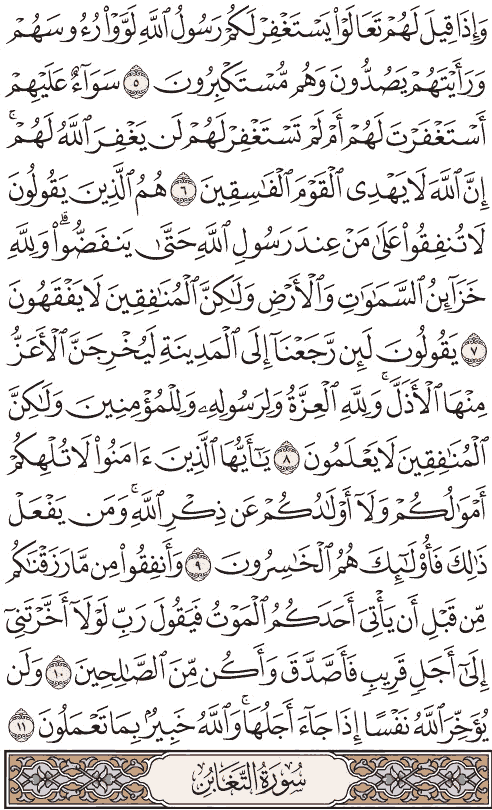 وَإِذَا قِيلَ لَهُمْ تَعَالَوْاْ يَسْتَغْفِرْ لَكُمْ رَسُولُ ٱللَّهِ لَوَّوْاْ رُءُوسَهُمْ
وَرَأَيْتَهُمْ يَصُدُّونَ وَهُم مُّسْتَكْبِرُونَ ٥ سَوَآءٌ عَلَيْهِمْ
أَسْتَغْفَرْتَ لَهُمْ أَمْ لَمْ تَسْتَغْفِرْ لَهُمْ لَن يَغْفِرَ ٱللَّهُ لَهُمْۚ
إِنَّ ٱللَّهَ لَا يَهْدِى ٱلْقَوْمَ ٱلْفَٰسِقِينَ ٦ هُمُ ٱلَّذِينَ يَقُولُونَ
لَا تُنفِقُواْ عَلَىٰ مَنْ عِندَ رَسُولِ ٱللَّهِ حَتَّىٰ يَنفَضُّواْۗ وَلِلَّهِ
خَزَآئِنُ ٱلسَّمَٰوَٰتِ وَٱلْأَرْضِ وَلَٰكِنَّ ٱلْمُنَٰفِقِينَ لَا يَفْقَهُونَ
٧ يَقُولُونَ لَئِن رَّجَعْنَآ إِلَى ٱلْمَدِينَةِ لَيُخْرِجَنَّ ٱلْأَعَزُّ
مِنْهَا ٱلْأَذَلَّۚ وَلِلَّهِ ٱلْعِزَّةُ وَلِرَسُولِهِۦ وَلِلْمُؤْمِنِينَ وَلَٰكِنَّ
ٱلْمُنَٰفِقِينَ لَا يَعْلَمُونَ ٨ يَٰٓأَيُّهَا ٱلَّذِينَ ءَامَنُواْ لَا تُلْهِكُمْ
أَمْوَٰلُكُمْ وَلَآ أَوْلَٰدُكُمْ عَن ذِكْرِ ٱللَّهِۚ وَمَن يَفْعَلْ
ذَٰلِكَ فَأُوْلَٰٓئِكَ هُمُ ٱلْخَٰسِرُونَ ٩ وَأَنفِقُواْ مِن مَّا رَزَقْنَٰكُم
مِّن قَبْلِ أَن يَأْتِىَ أَحَدَكُمُ ٱلْمَوْتُ فَيَقُولَ رَبِّ لَوْلَآ أَخَّرْتَنِىٓ
إِلَىٰٓ أَجَلٍ قَرِيبٍ فَأَصَّدَّقَ وَأَكُن مِّنَ ٱلصَّٰلِحِينَ ١٠ وَلَن
يُؤَخِّرَ ٱللَّهُ نَفْسًا إِذَا جَآءَ أَجَلُهَاۚ وَٱللَّهُ خَبِيرٌۢ بِمَا تَعْمَلُونَ ١١
سُورَةُ التَّغَابُنِ